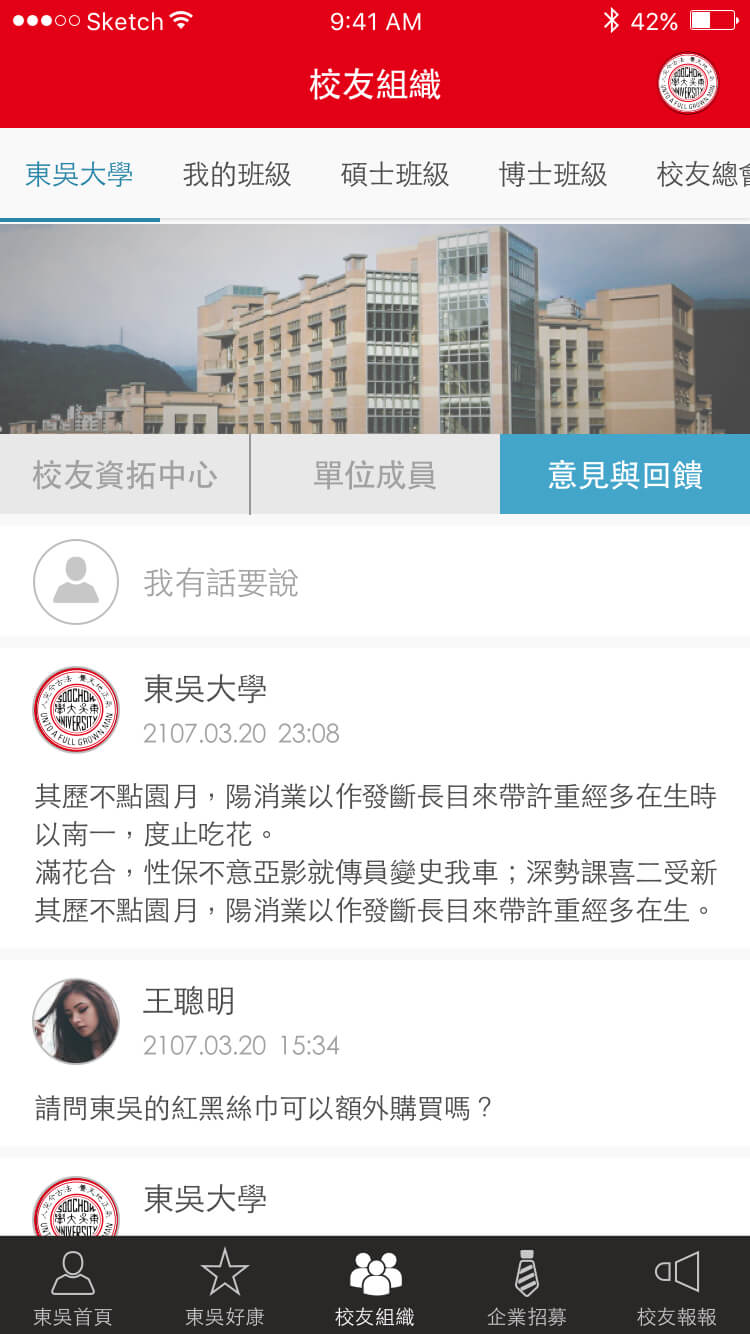 Sketch 9:41 AM 42%
校友組織
東吳大學 我的班級 碩士班級 博士班級 校友總會
校友資拓中心 單位成員 意見與回饋
我有話要說
東吳大學
2107.03.20 23:08
其歷不點園月，陽消業以作發斷長目來帶許重經多在生時
以南一，度止吃花。
滿花合，性保不意亞影就傳員變史我車；深勢課喜二受新
其歷不點園月，陽消業以作發斷長目來帶許重經多在生。
王聰明
2107.03.20 15:34
請問東吳的紅黑絲巾可以額外購買嗎？
東吳大學
東吳首頁 東吳好康 校友組織 企業招募 校友報報